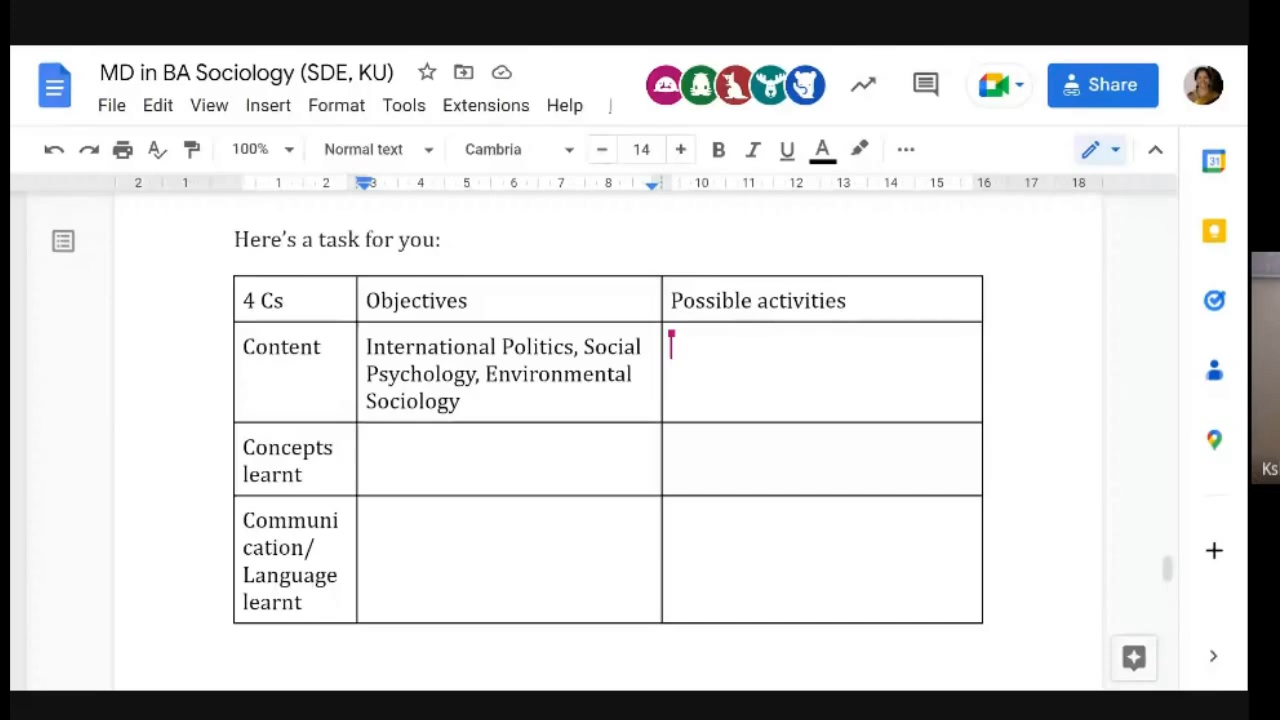 MD in BA Sociology (SDE, KU)
Share
File Edit View Insert Format Tools Extensions Help
100% Normal text Cambria − 14 + B I U A
2 1 1 2 3 4 5 6 7 8 10 11 12 13 14 15 16 17 18
31
Here's a task for you:
4 Cs Objectives Possible activities
Content International Politics, Social
Psychology, Environmental
Sociology
Concepts
learnt
Communi
cation/
Language
learnt
Ks